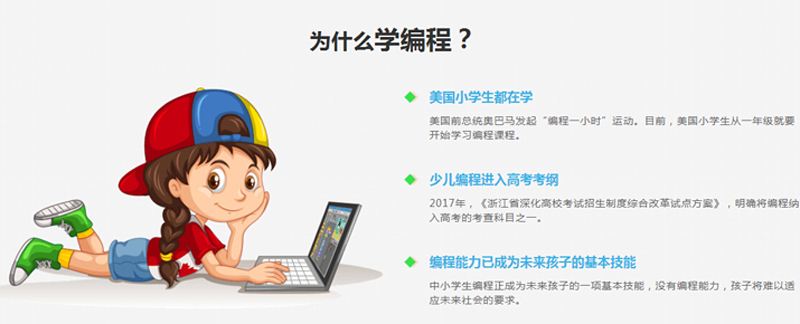 为什么学编程？
美国小学生都在学
美国前总统奥巴马发起“编程一小时”运动。目前，美国小学生从一年级就要
开始学习编程课程。
少儿编程进入高考考纲
2017年，《浙江省深化高校考试招生制度综合改革试点方案》，明确将编程纳
入高考的考查科目之一。
编程能力已成为未来孩子的基本技能
中小学生编程正成为未来孩子的一项基本技能，没有编程能力，孩子将难以适
应未来社会的要求。